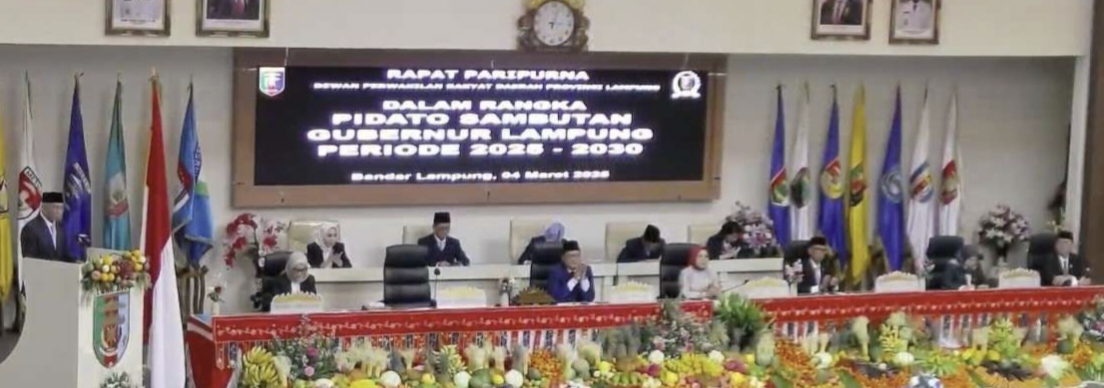 RAPAT PARIPURNA
DEWAN PERWAKILAN RAKYAT DAERAH PROVINSI LAMPUNG
DALAM RANGKA
PIDATO SAMBUTAN
GUBERNUR LAMPUNG
PERIODE 2025 - 2030
Bandar Lampung, 04 Maret 2025